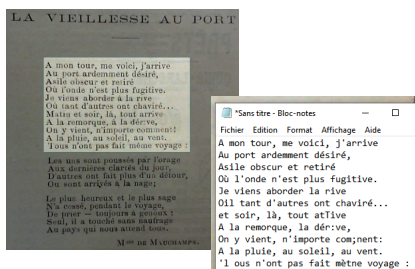 LA VIEILLESSE AU PORT
A mon tour, me voici, j'arrive
Au port ardemment désiré,
Asile obscur et retiré
Où l'onde n'est plus fugitive.
Je viens aborder à la rive
Où tant d'autres ont chaviré...
Matin et soir, là, tout arrive
A la remorque, à la dérive,
On y vient, n'importe comment!
A la pluie, au soleil, au vent.
Tous n'ont pas fait même voyage :
Les uns sont poussés par l'orage
Aux dernières clartés du jour,
D'autres ont fait plus d'un détour,
Ou sont arrivés à la nage;
Le plus heureux et le plus sage
N'a cessé, pendant le voyage,
De prier — toujours à genoux !
Seul, il a touché sans naufrage
Au pays qui nous attend tous.
Mme DE MAUCHAMPS.
*Sans titre - Bloc-notes
Fichier Edition Format Affichage Aide
A mon tour, me voici, j'arrive
Au port ardemment désiré,
Asile obscur et retiré
Où l'onde n'est plus fugitive.
Je viens aborder la rive
Oil tant d'autres ont chaviré...
et soir, là, tout atTive
A la remorque, à la dér:ve,
On y vient, n'importe com;nent:
A la pluie, au soleil, au vent.
'l ous n'ont pas fait mètne voyage :